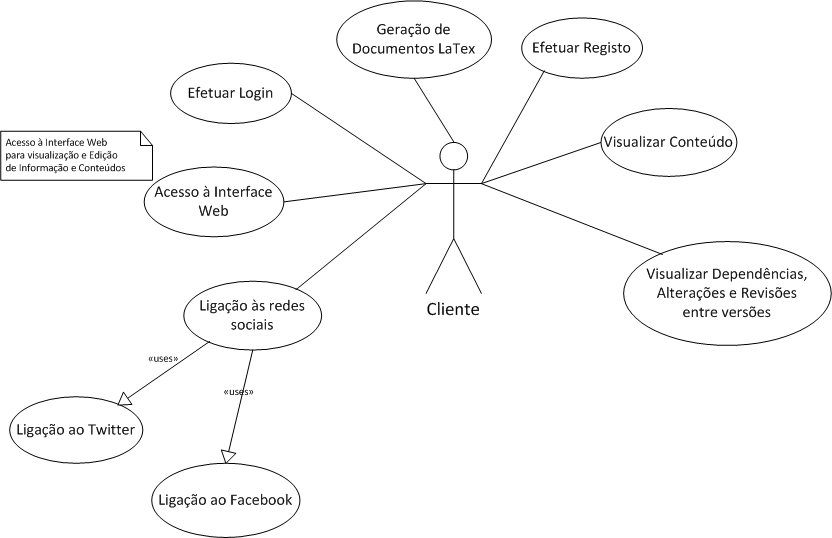 Geração de
Documentos LaTex
Efetuar Registo
Efetuar Login
Visualizar Conteúdo
Acesso à Interface Web
para visualização e Edição
de Informação e Conteúdos
Acesso à Interface
Web
Visualizar Dependências,
Alterações e Revisões
entre versões
Ligação às redes
sociais
Cliente
«uses»
«uses»
Ligação ao Twitter
Ligação ao Facebook